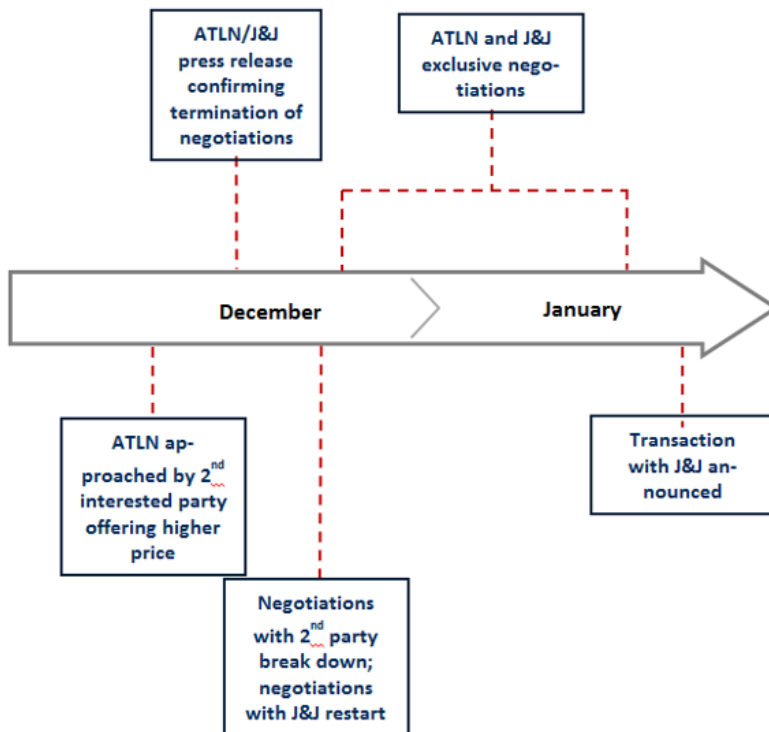 ATLN/J&J
press release
confirming
termination of
negotiations
ATLN and J&J
exclusive nego-
tiations
December
January
ATLN ap-
proached by 2nd
interested party
offering higher
price
Transaction
with J&J an-
nounced
Negotiations
with 2nd party
break down;
negotiations
with J&J restart